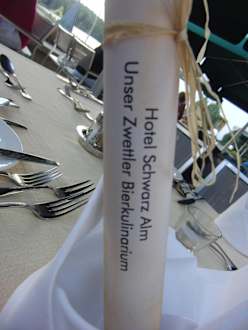 Hotel Schwarz Alm
Unser Zwettler Bierkulinarium